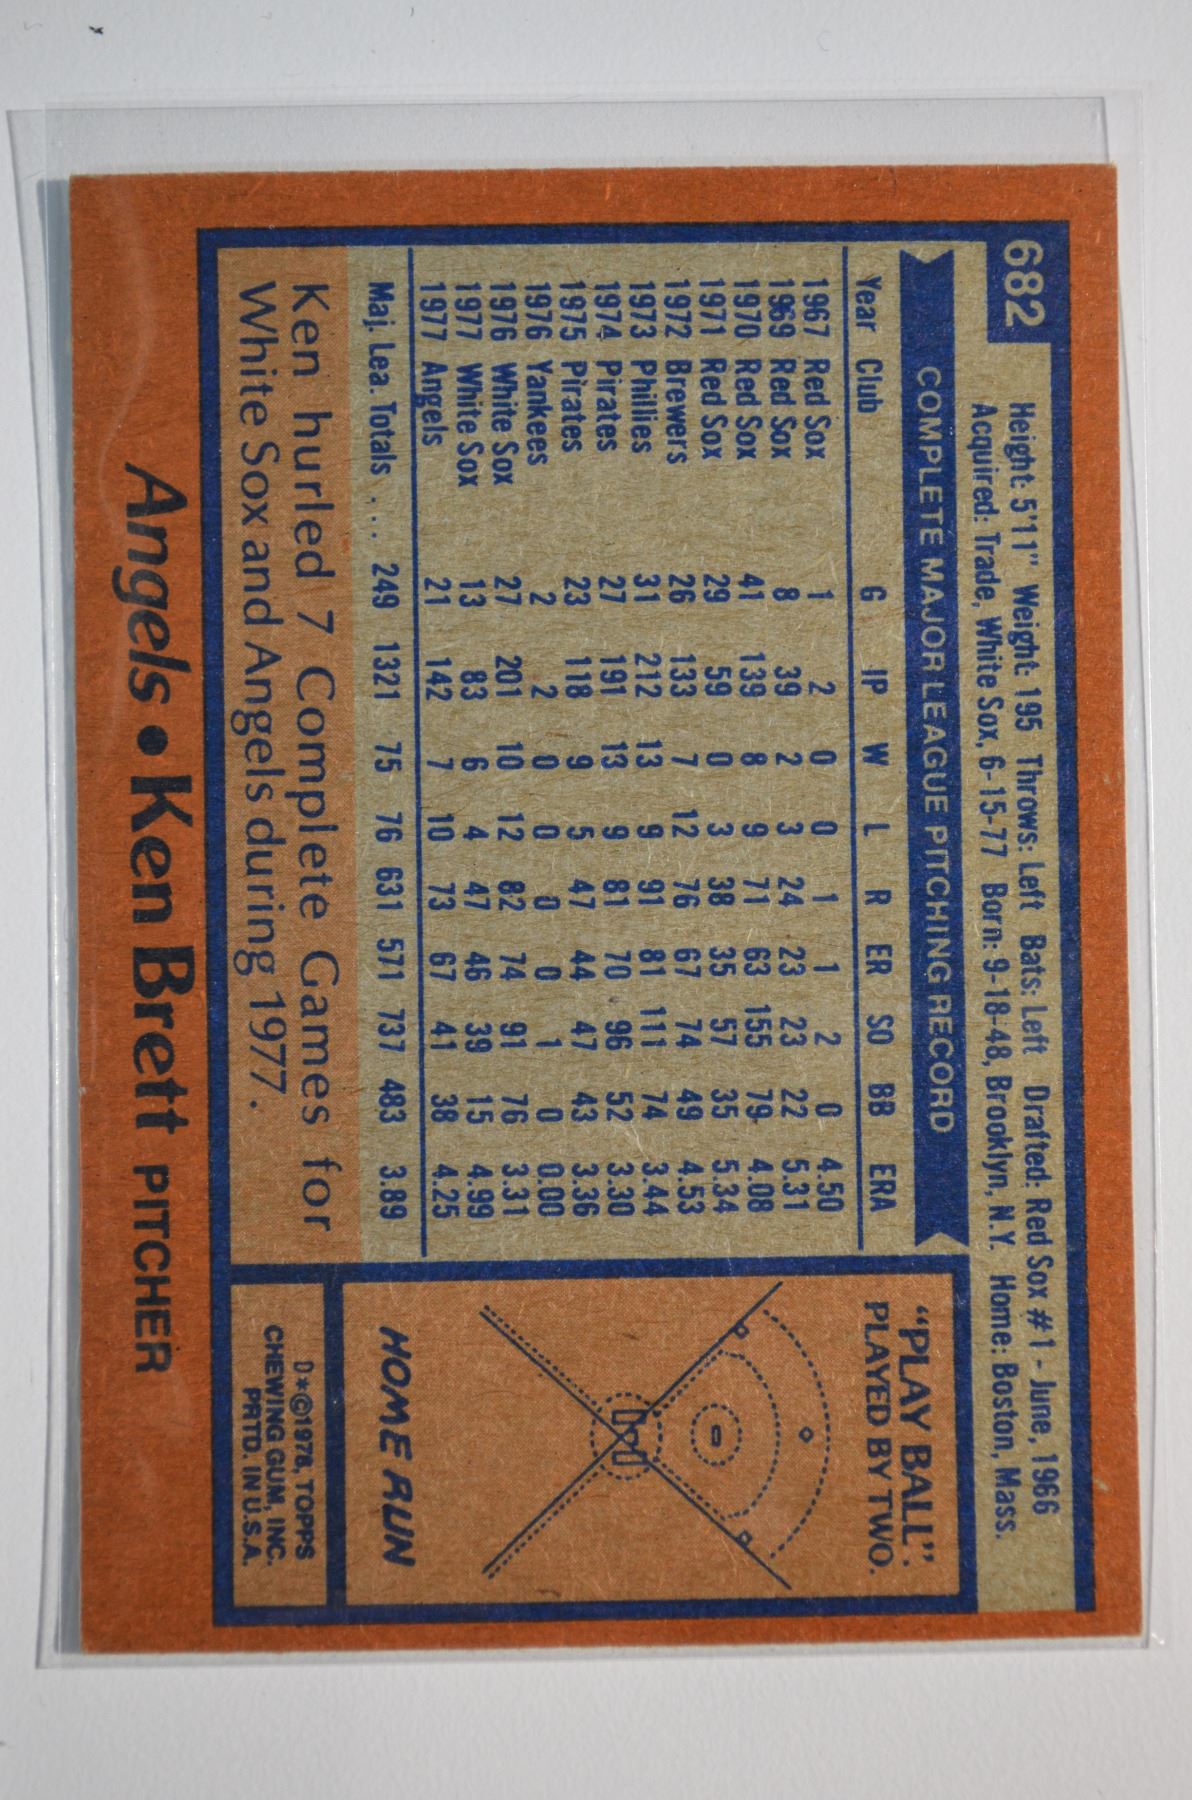 682
Height: 5'11" Weight: 195 Throws: Left Bats: Left Drafted: Red Sox #1 - June, 1966
Acquired: Trade, White Sox, 6-15-77 Born: 9-18-48, Brooklyn, N.Y. Home: Boston, Mass.
COMPLETE MAJOR LEAGUE PITCHING RECORD
Year Club G IP W L R ER SO BB ERA
1967 Red Sox 1 2 0 0 1 1 2 0 4.50
1969 Red Sox 8 39 2 3 24 23 23 22 5.31
1970 Red Sox 41 139 8 9 71 63 155 79 4.08
1971 Red Sox 29 59 0 3 38 35 57 35 5.34
1972 Brewers 26 133 7 12 76 67 74 49 4.53
1973 Phillies 31 212 13 9 91 81 111 74 3.44
1974 Pirates 27 191 13 9 81 70 96 52 3.30
1975 Pirates 23 118 9 5 47 44 47 43 3.36
1976 Yankees 2 2 0 0 0 0 1 0 0.00
1976 White Sox 27 201 10 12 82 74 91 76 3.31
1977 White Sox 13 83 6 4 47 46 39 15 4.99
1977 Angels 21 142 7 10 73 67 41 38 4.25
Maj. Lea. Totals . . . 249 1321 75 76 631 571 737 483 3.89
Ken hurled 7 Complete Games for
White Sox and Angels during 1977.
"PLAY BALL":
PLAYED BY TWO.
HOME RUN
D*©1978, TOPPS
CHEWING GUM, INC.
PRTD. IN U.S.A.
Angels • Ken Brett PITCHER